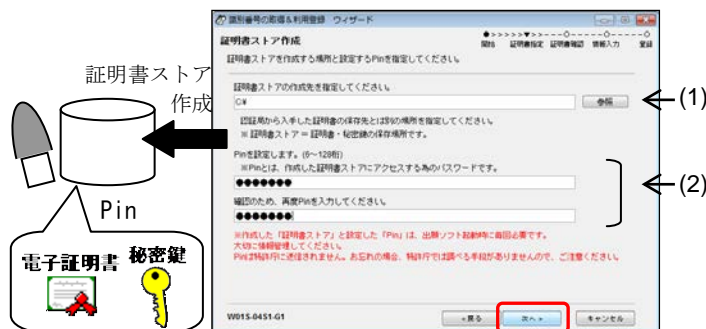 識別番号の取得&利用登録 ウィザード
証明書ストア作成
開始 証明書指定 証明書確認 情報入力 登録
証明書ストアを作成する場所と設定するPinを指定してください。
証明書ストアの作成先を指定してください。
C¥
参照
(1)
認証局から入手した証明書の保存先とは別の場所を指定してください。
※ 証明書ストア = 証明書・秘密鍵の保存場所です。
Pinを設定します。(6~128桁)
※Pinとは、作成した証明書ストアにアクセスする為のパスワードです。
●●●●●●●
(2)
確認のため、再度Pinを入力してください。
●●●●●●●
※作成した「証明書ストア」と設定した「Pin」は、出願ソフト起動時に毎回必要です。
大切に情報管理してください。
Pinは特許庁に送信されません。お忘れの場合、特許庁では調べる手段がありませんので、ご注意ください。
W01S-04S1-G1
<戻る
次へ>
キャンセル
証明書ストア
作成
Pin
電子証明書
秘密鍵